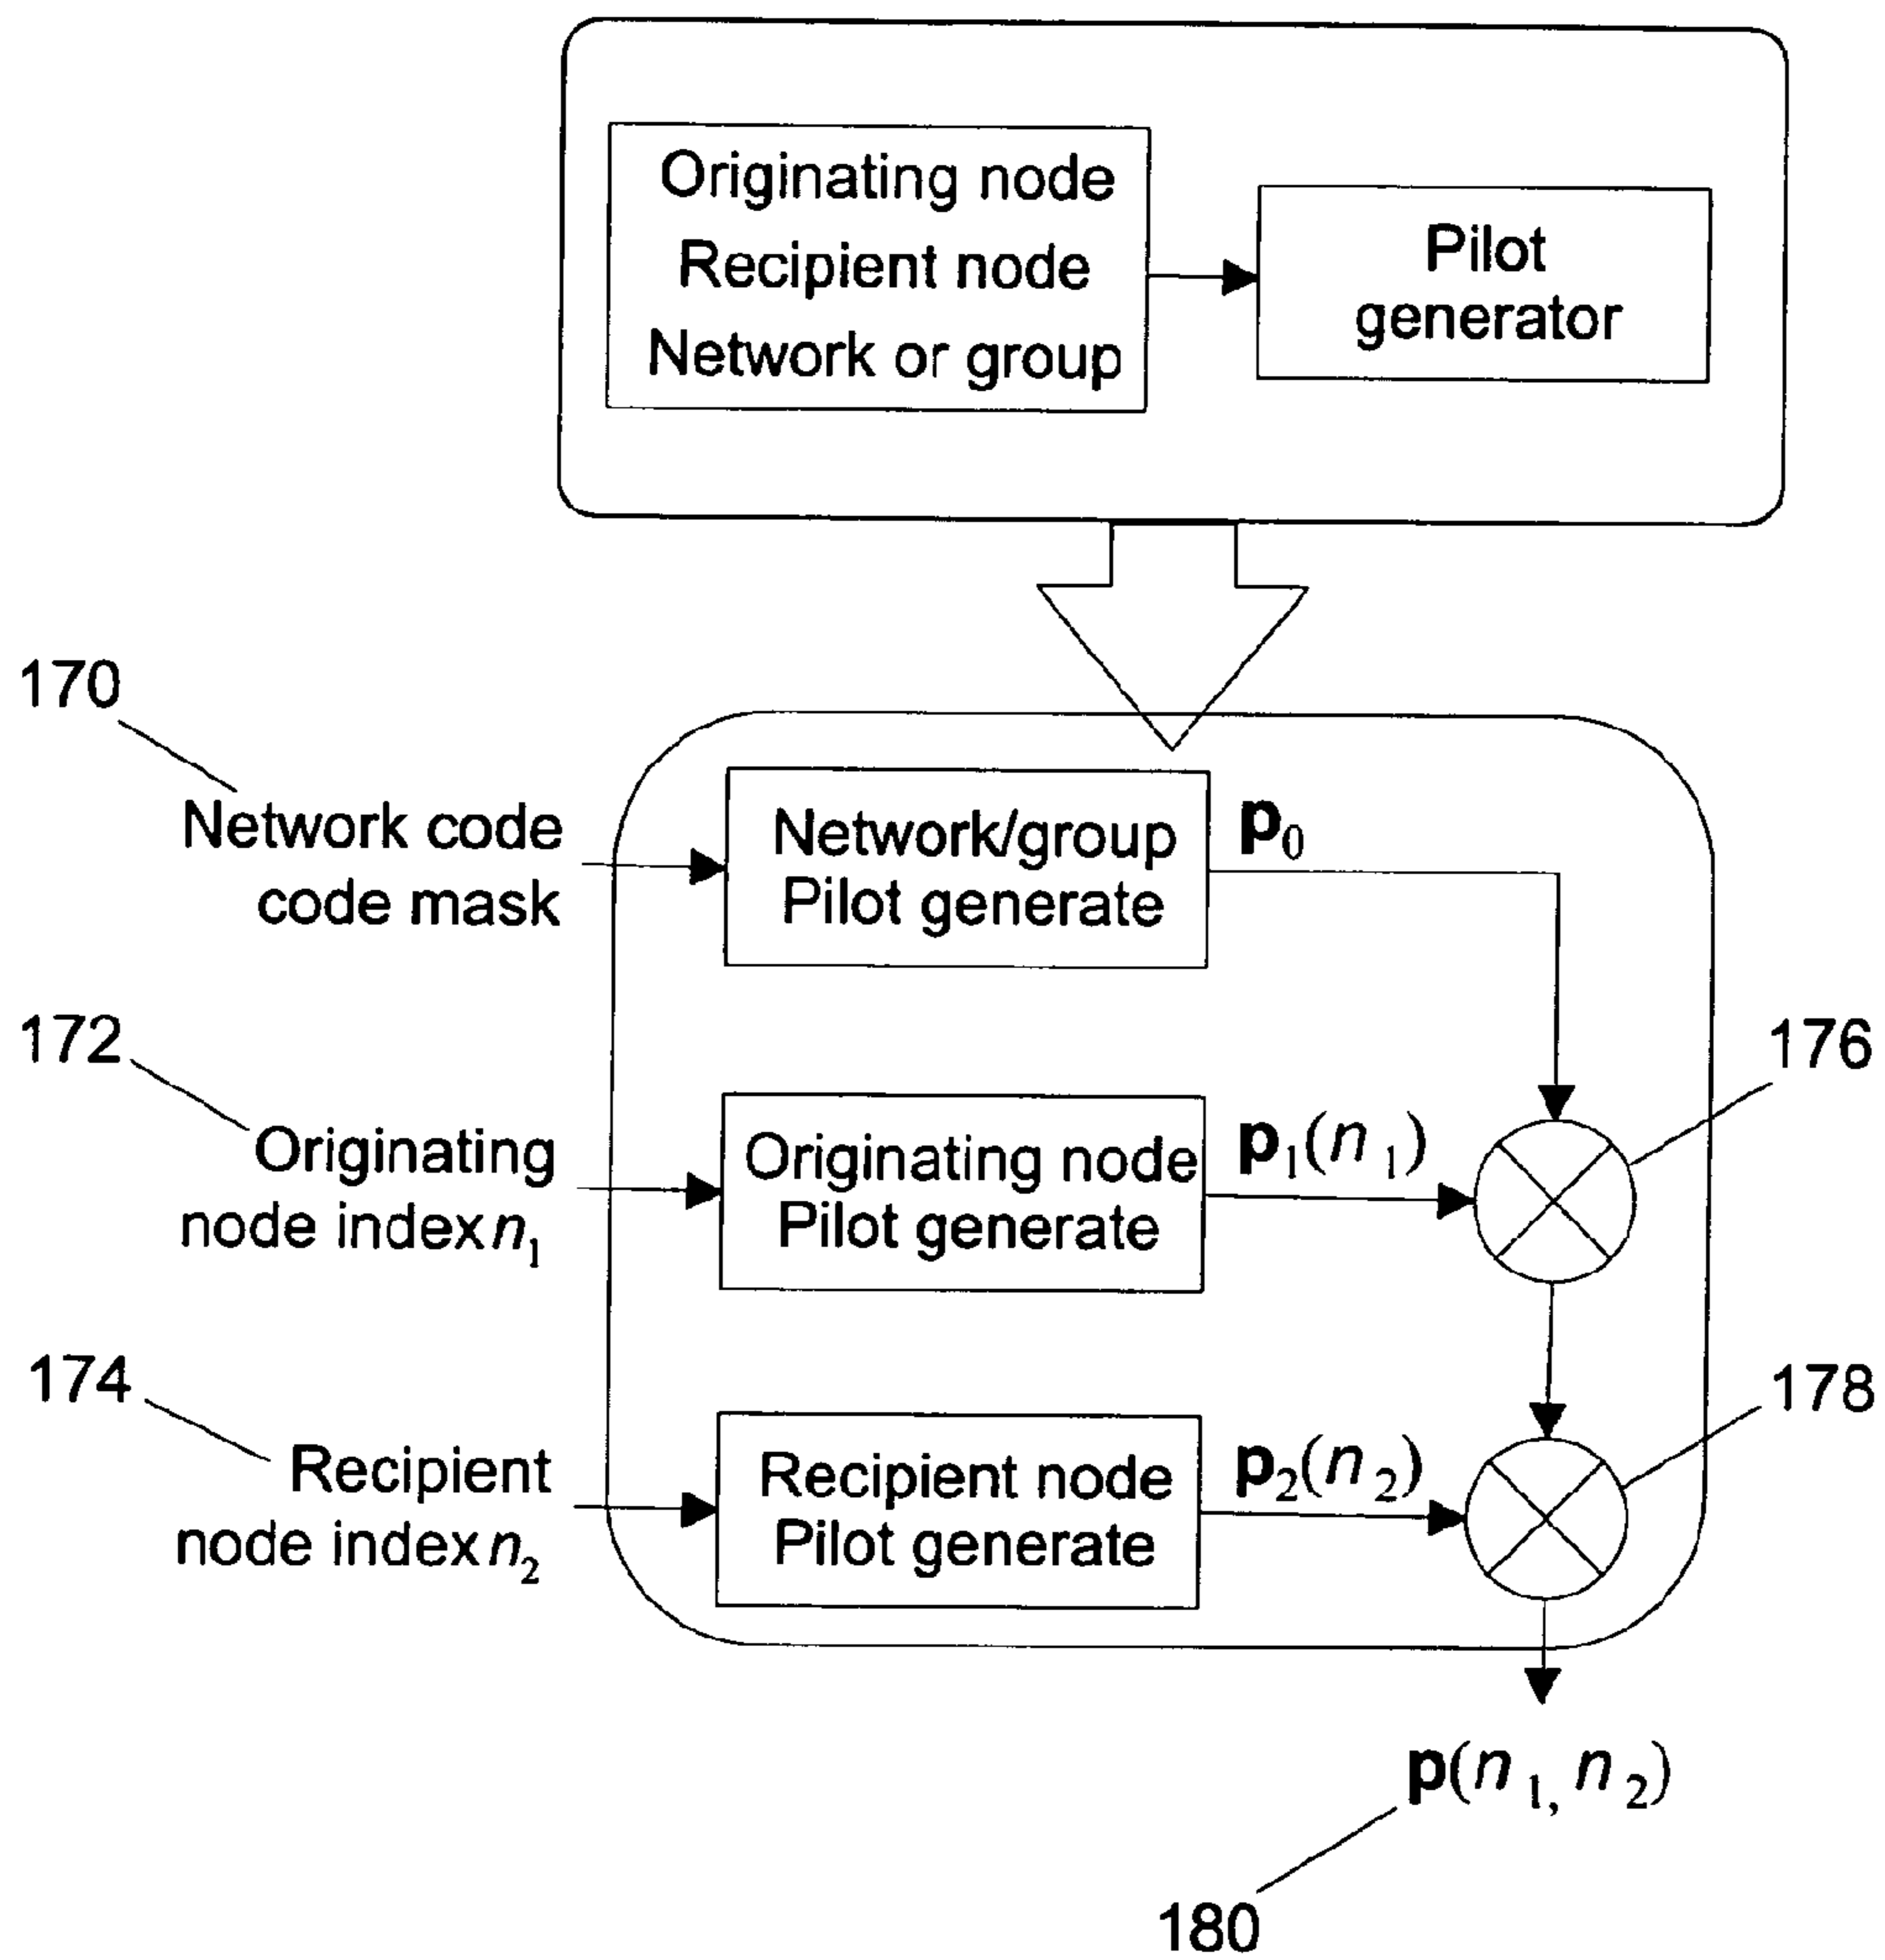 Originating node
Recipient node
Network or group
Pilot
generator
170
Network code
code mask
Network/group
Pilot generate
p₀
172
Originating
node index n₁
Originating node
Pilot generate
p₁(n₁)
176
174
Recipient
node index n₂
Recipient node
Pilot generate
p₂(n₂)
178
p(n₁, n₂)
180